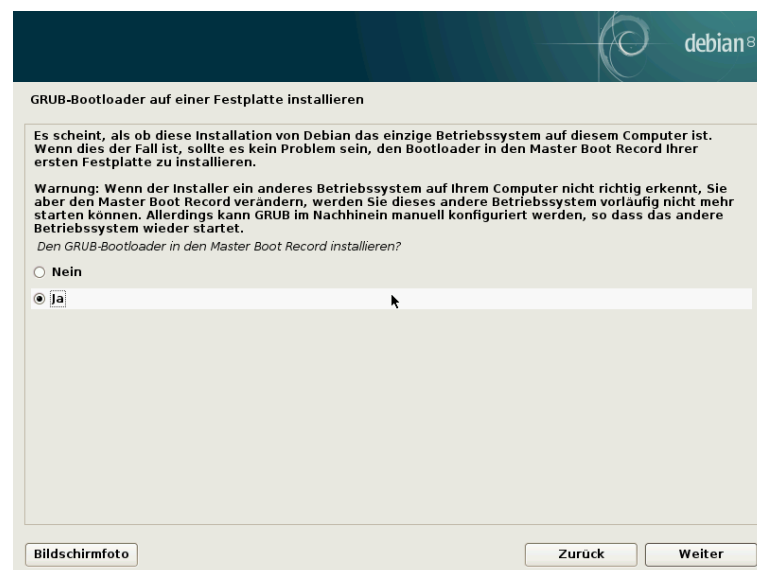 debian 8
GRUB-Bootloader auf einer Festplatte installieren
Es scheint, als ob diese Installation von Debian das einzige Betriebssystem auf diesem Computer ist.
Wenn dies der Fall ist, sollte es kein Problem sein, den Bootloader in den Master Boot Record Ihrer
ersten Festplatte zu installieren.
Warnung: Wenn der Installer ein anderes Betriebssystem auf Ihrem Computer nicht richtig erkennt, Sie
aber den Master Boot Record verändern, werden Sie dieses andere Betriebssystem vorläufig nicht mehr
starten können. Allerdings kann GRUB im Nachhinein manuell konfiguriert werden, so dass das andere
Betriebssystem wieder startet.
Den GRUB-Bootloader in den Master Boot Record installieren?
Nein
Ja
Bildschirmfoto
Zurück
Weiter